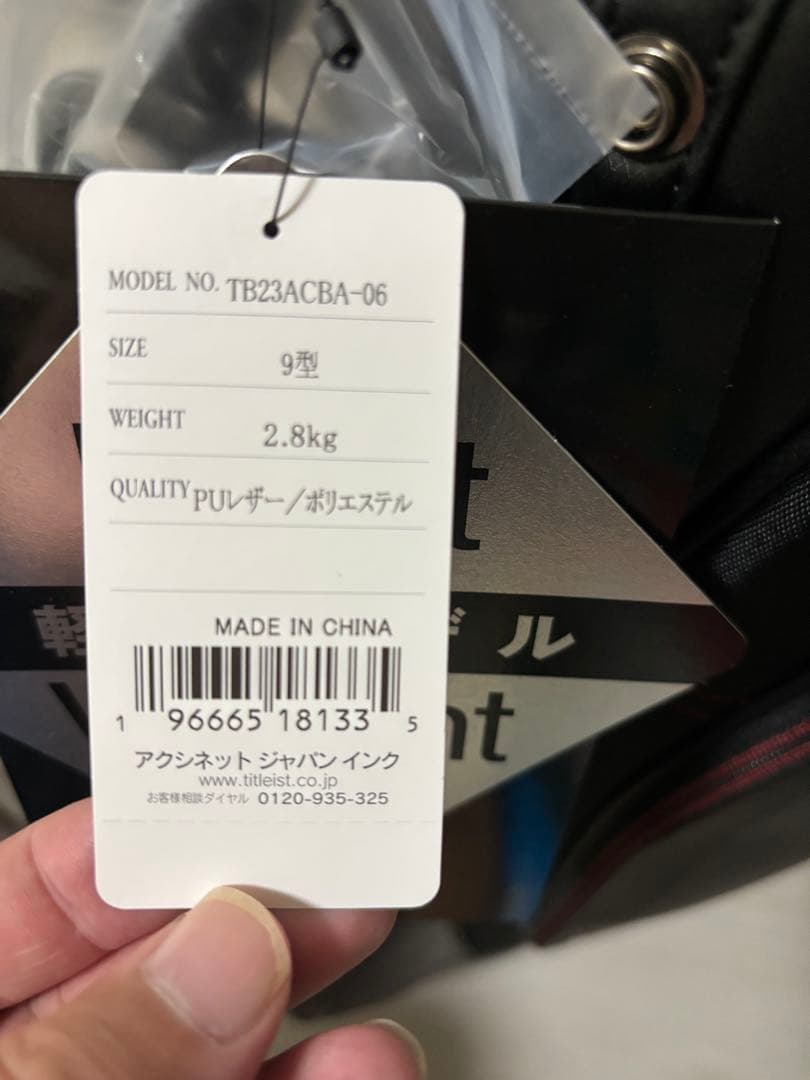 MODEL NO. TB23ACBA-06
SIZE 9型
WEIGHT 2.8kg
QUALITY PUレザー/ポリエステル
MADE IN CHINA
1 96665 18133 5
アクシネット ジャパン インク
www.titleist.co.jp
お客様相談ダイヤル 0120-935-325